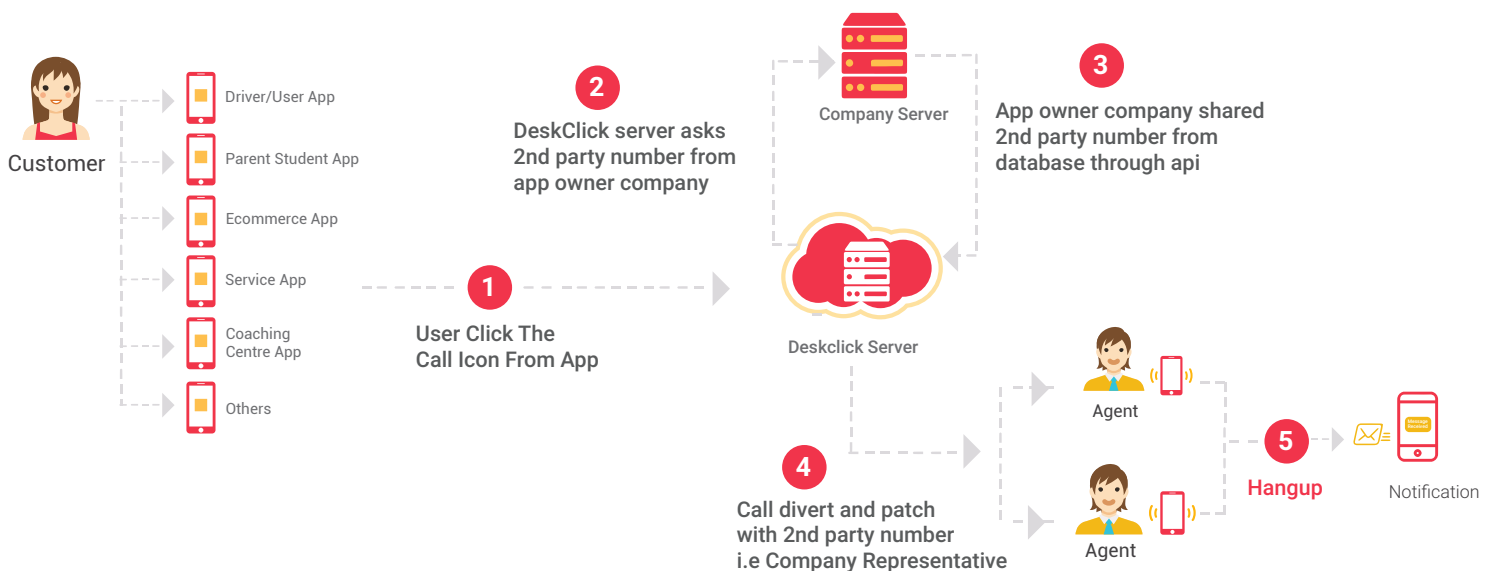 Customer
Driver/User App
Parent Student App
Ecommerce App
Service App
Coaching
Centre App
Others
1
User Click The
Call Icon From App
2
DeskClick server asks
2nd party number from
app owner company
Company Server
3
App owner company shared
2nd party number from
database through api
Deskclick Server
4
Call divert and patch
with 2nd party number
i.e Company Representative
Agent
Agent
5
Hangup
Message
Received
Notification